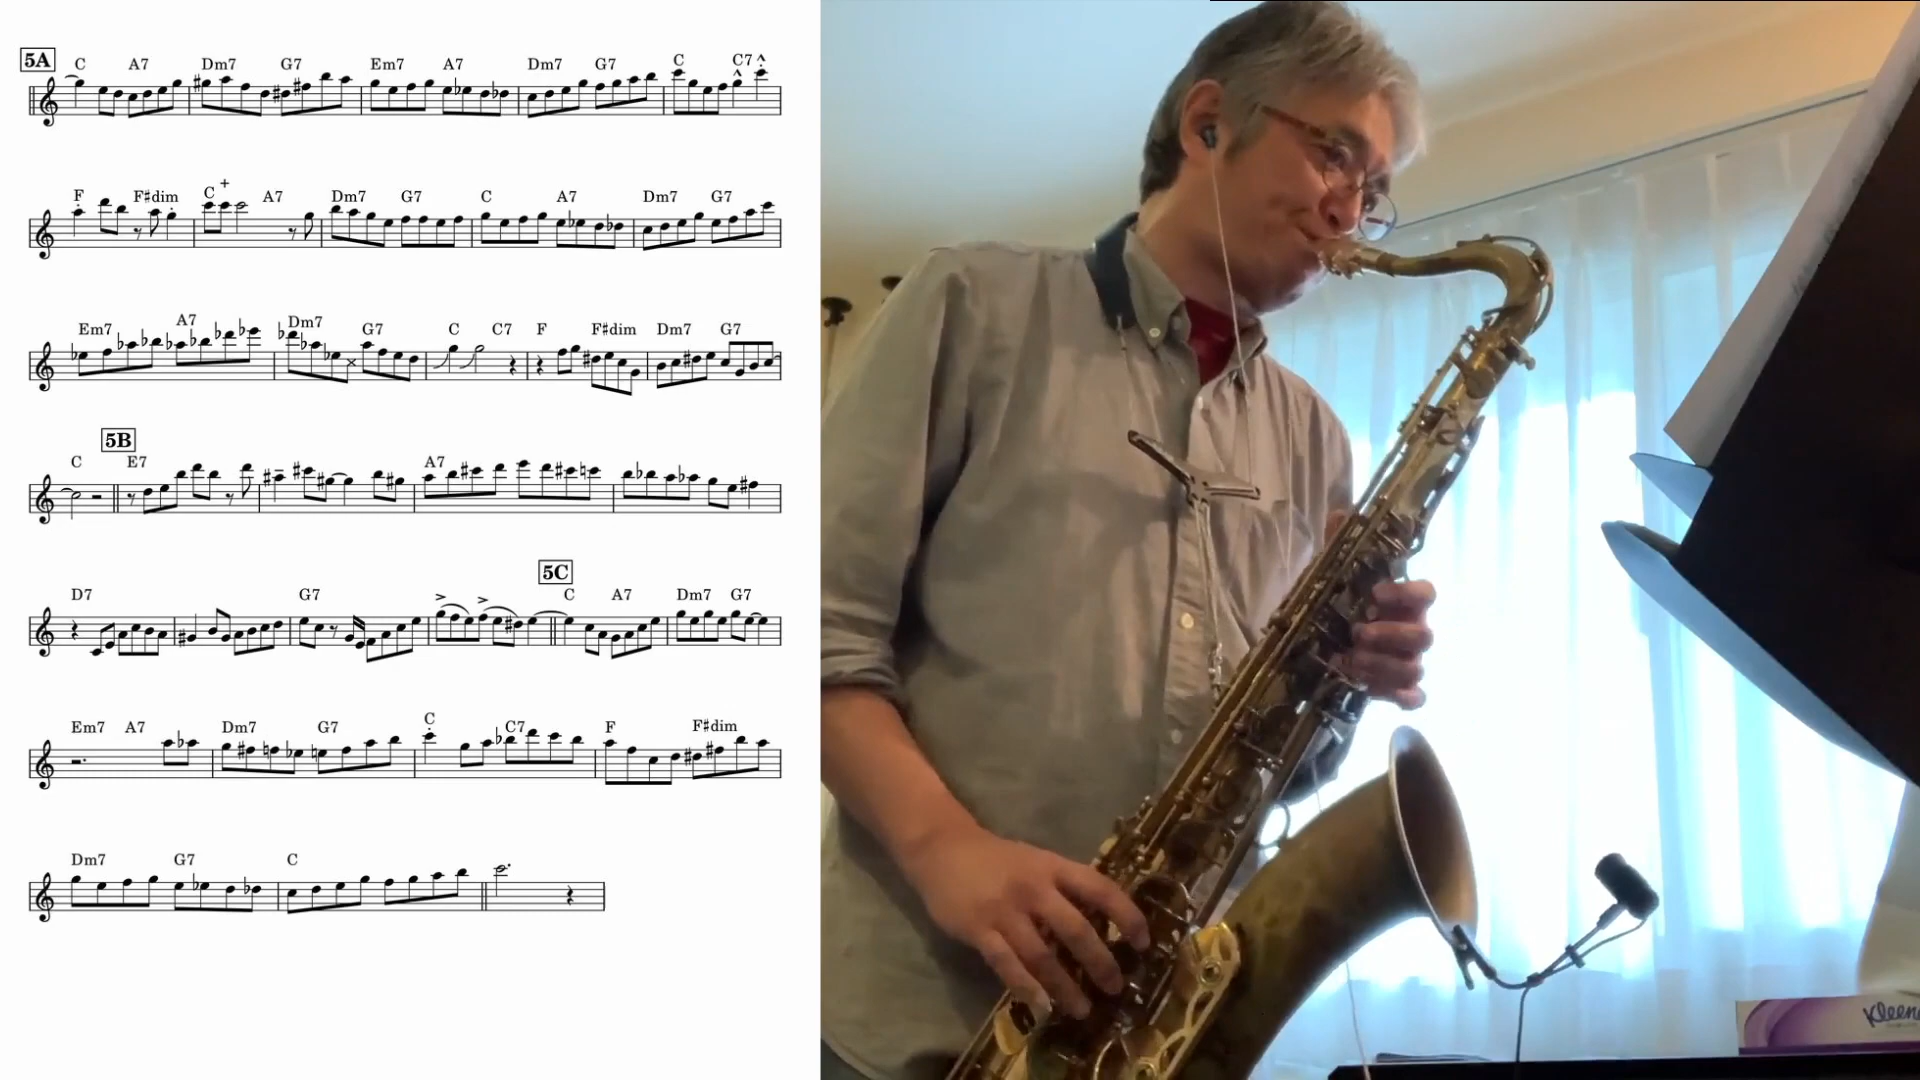 5A
C A7 Dm7 G7 Em7 A7 Dm7 G7 C C7
F F#dim C A7 Dm7 G7 C A7 Dm7 G7
Em7 A7 Dm7 G7 C C7 F F#dim Dm7 G7
5B
C E7 A7
5C
D7 G7 C A7 Dm7 G7
Em7 A7 Dm7 G7 C C7 F F#dim
Dm7 G7 C